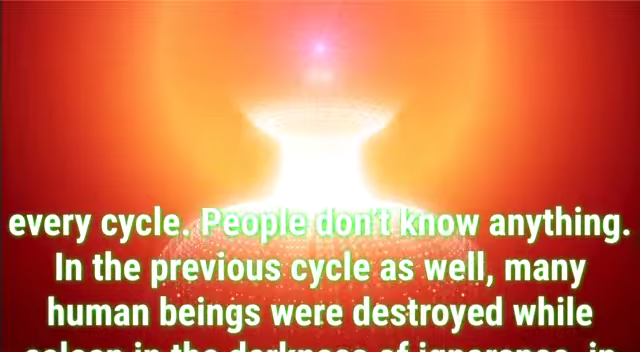 every cycle. People don't know anything.
In the previous cycle as well, many
human beings were destroyed while
asleep in the darkness of ignorance, in